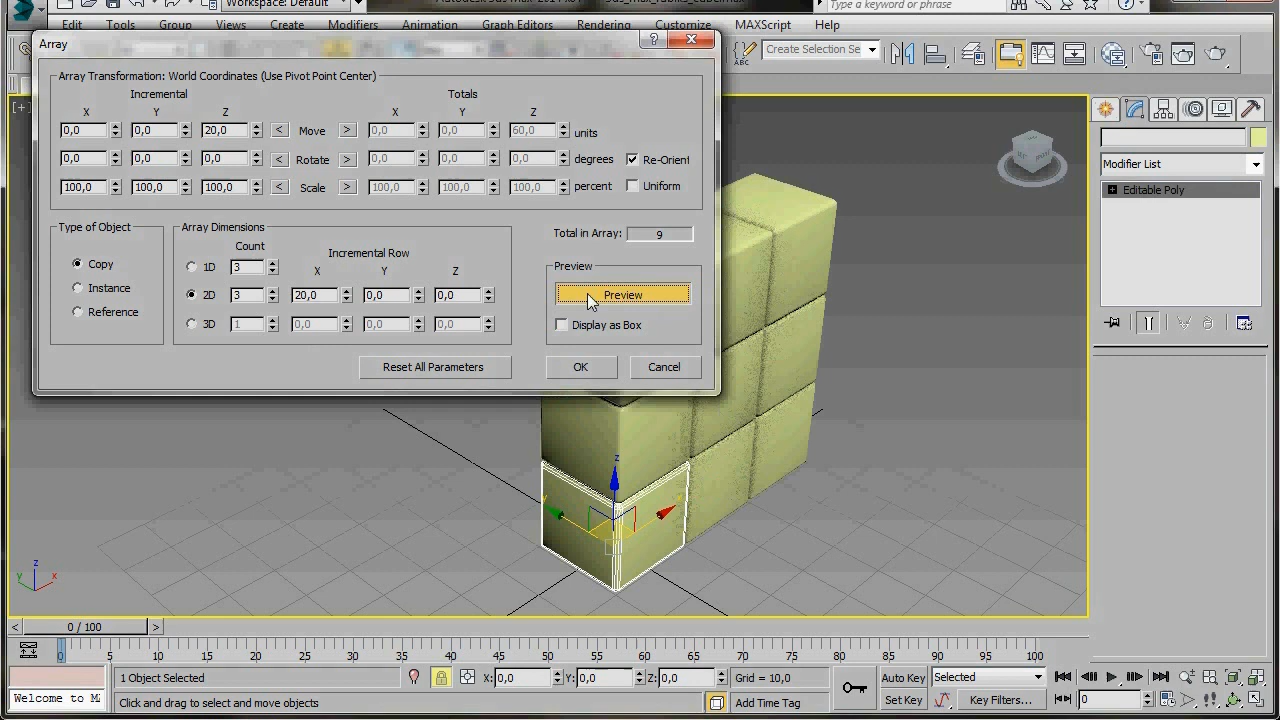 Workspace: Default
Type a keyword or phrase
Edit Tools Group Views Create Modifiers Animation Graph Editors Rendering Customize MAXScript Help
Array
ABC
Create Selection Se
Array Transformation: World Coordinates (Use Pivot Point Center)
Incremental Totals
X Y Z X Y Z
0,0 0,0 20,0 < Move > 0,0 0,0 60,0 units
0,0 0,0 0,0 < Rotate > 0,0 0,0 0,0 degrees Re-Orient
100,0 100,0 100,0 < Scale > 100,0 100,0 100,0 percent Uniform
Modifier List
Editable Poly
Type of Object
Array Dimensions
Total in Array: 9
Count
Incremental Row
X Y Z
Copy
1D 3
Preview
Instance
2D 3 20,0 0,0 0,0
Preview
Reference
3D 1 0,0 0,0 0,0
Display as Box
Reset All Parameters OK Cancel
[+]
z
z
y x
< 0 / 100 >
0 5 10 15 20 25 30 35 40 45 50 55 60 65 70 75 80 85 90 95 100
1 Object Selected X: 0,0 Y: 0,0 Z: 0,0 Grid = 10,0 Auto Key Selected
Welcome to M
Click and drag to select and move objects Add Time Tag Set Key Key Filters... 0